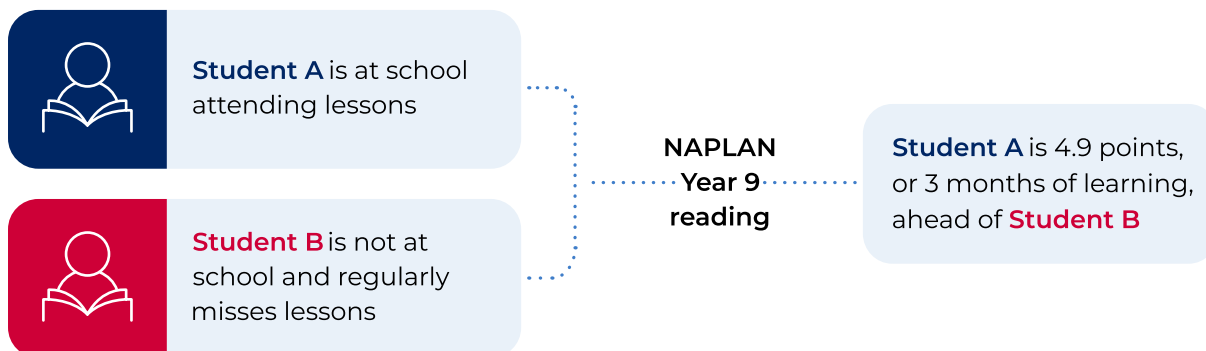 Student A is at school
attending lessons
Student B is not at
school and regularly
misses lessons
NAPLAN
Year 9
reading
Student A is 4.9 points,
or 3 months of learning,
ahead of Student B